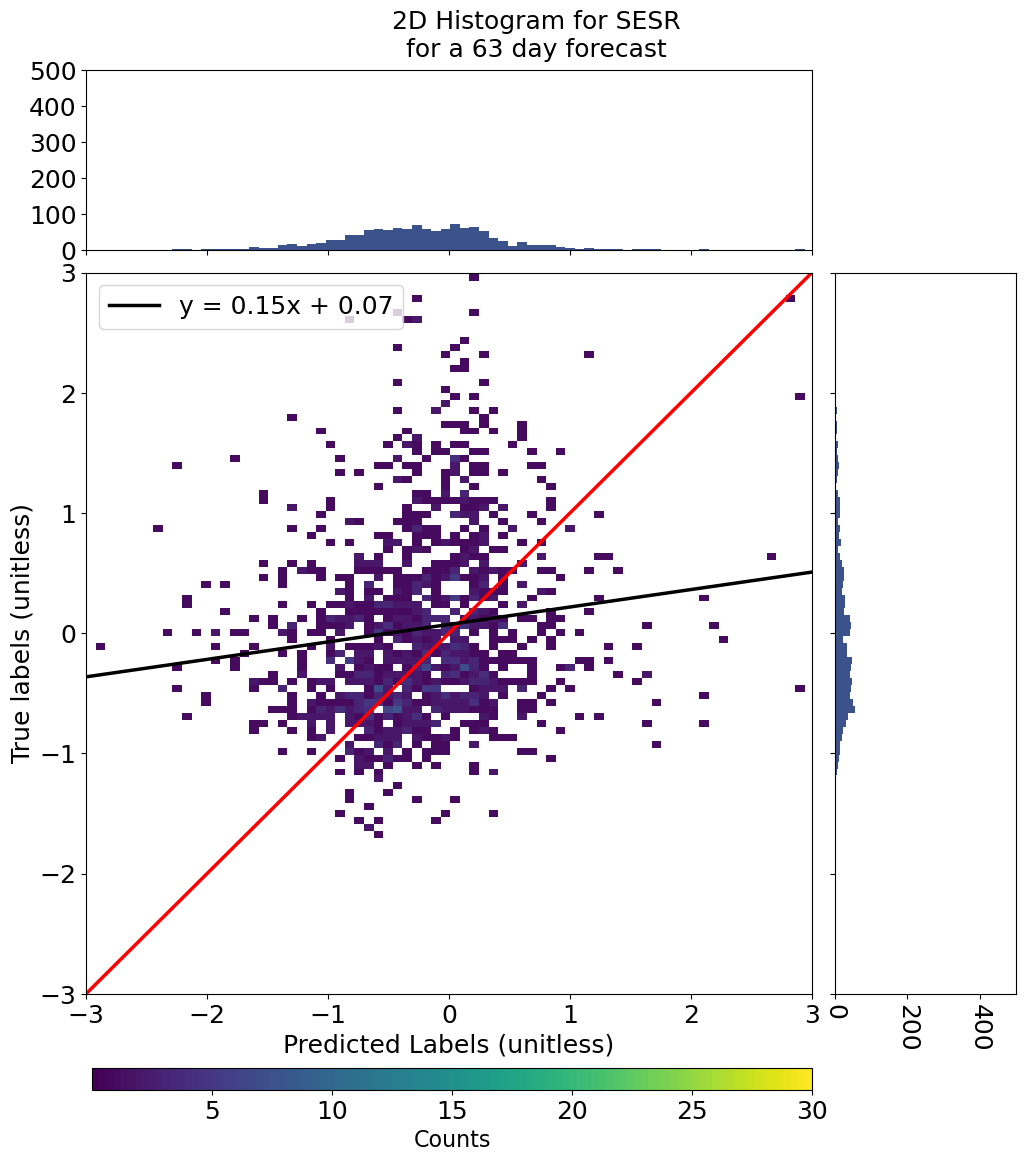 2D Histogram for SESR
for a 63 day forecast
500
400
300
200
100
0
3
2
1
0
−1
−2
−3
y = 0.15x + 0.07
True labels (unitless)
−3 −2 −1 0 1 2 3
Predicted Labels (unitless)
0 200 400
5 10 15 20 25 30
Counts